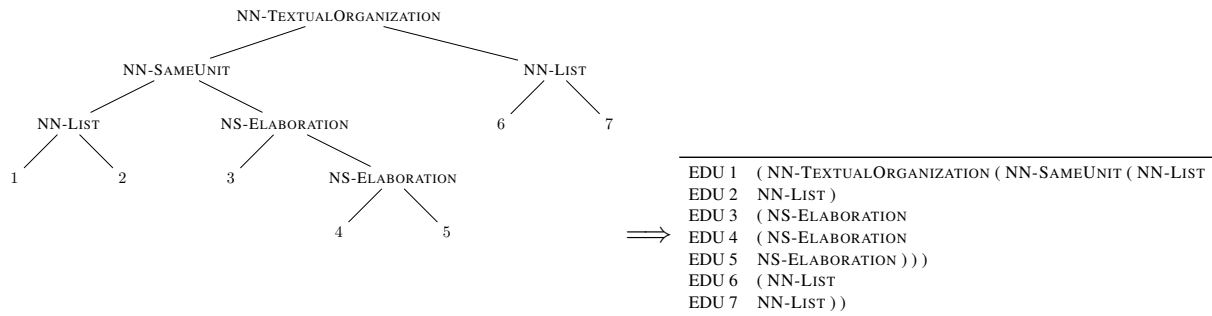 NN-TEXTUALORGANIZATION
NN-SAMEUNIT NN-LIST
NN-LIST NS-ELABORATION 6 7
1 2 3 NS-ELABORATION
4 5
⟹
EDU 1 ( NN-TEXTUALORGANIZATION ( NN-SAMEUNIT ( NN-LIST
EDU 2 NN-LIST )
EDU 3 ( NS-ELABORATION
EDU 4 ( NS-ELABORATION
EDU 5 NS-ELABORATION ) ) )
EDU 6 ( NN-LIST
EDU 7 NN-LIST ) )